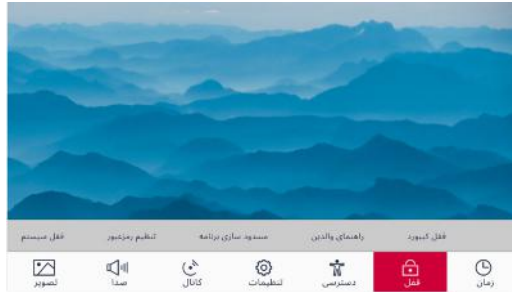 قفل کیبورد راهنمای والدین مسدود سازی برنامه تنظیم رمزعبور قفل سیستم
زمان قفل دسترسی تنظیمات کانال صدا تصویر